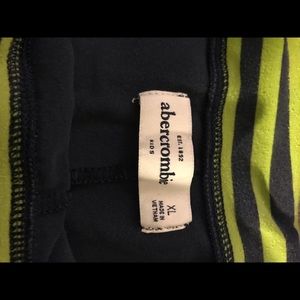 EST. 1892
abercrombie
KIDS
XL
MADE IN
VIETNAM